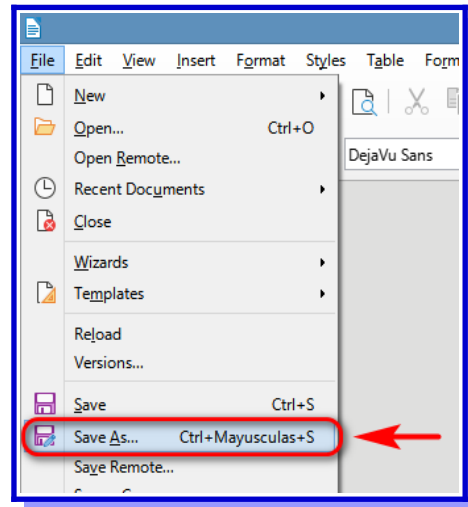 File Edit View Insert Format Styles Table Form
New
Open... Ctrl+O
DejaVu Sans
Open Remote...
Recent Documents
Close
Wizards
Templates
Reload
Versions...
Save Ctrl+S
Save As... Ctrl+Mayusculas+S
Save Remote...